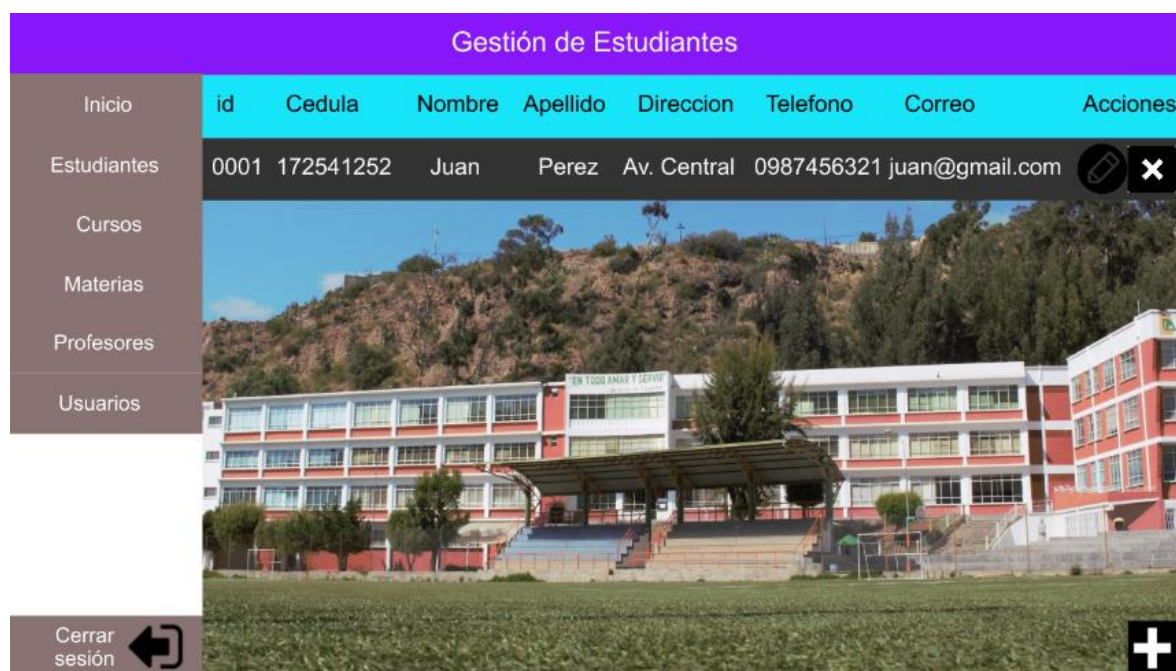 Gestión de Estudiantes
Inicio
Estudiantes
Cursos
Materias
Profesores
Usuarios
Cerrar
sesión
id Cedula Nombre Apellido Direccion Telefono Correo Acciones
0001 172541252 Juan Perez Av. Central 0987456321 juan@gmail.com
"EN TODO AMAR Y SERVIR"